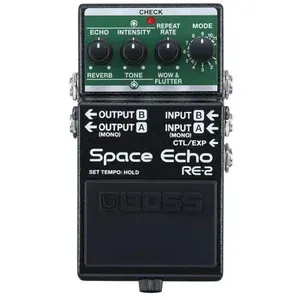 CHECK
ECHO INTENSITY REPEAT RATE MODE
REVERB TONE WOW & FLUTTER
OUTPUT B INPUT B
OUTPUT A (MONO) INPUT A (MONO)
CTL/EXP
Space Echo
SET TEMPO: HOLD RE-2
BOSS